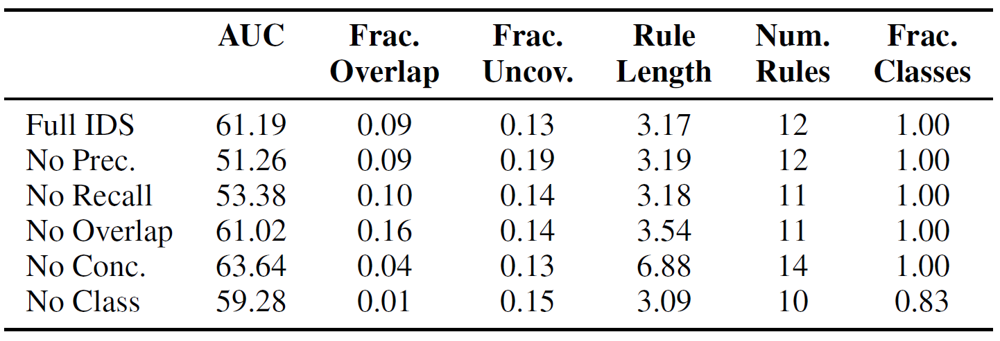 AUC Frac. Frac. Rule Num. Frac.
Overlap Uncov. Length Rules Classes
Full IDS 61.19 0.09 0.13 3.17 12 1.00
No Prec. 51.26 0.09 0.19 3.19 12 1.00
No Recall 53.38 0.10 0.14 3.18 11 1.00
No Overlap 61.02 0.16 0.14 3.54 11 1.00
No Conc. 63.64 0.04 0.13 6.88 14 1.00
No Class 59.28 0.01 0.15 3.09 10 0.83